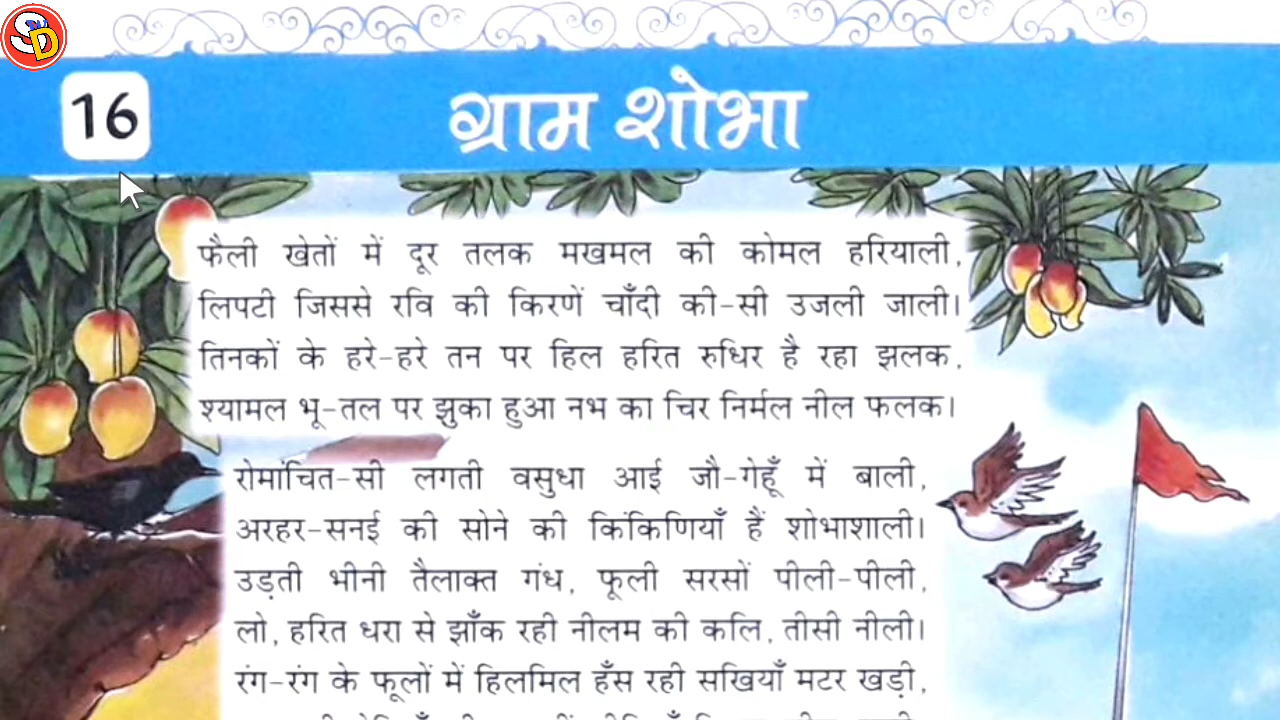 SD
16
ग्राम शोभा
फैली खेतों में दूर तलक मखमल की कोमल हरियाली,
लिपटी जिससे रवि की किरणें चाँदी की-सी उजली जाली।
तिनकों के हरे-हरे तन पर हिल हरित रुधिर है रहा झलक,
श्यामल भू-तल पर झुका हुआ नभ का चिर निर्मल नील फलक।
रोमांचित-सी लगती वसुधा आई जौ-गेहूँ में बाली,
अरहर-सनई की सोने की किंकिणियाँ हैं शोभाशाली।
उड़ती भीनी तैलाक्त गंध, फूली सरसों पीली-पीली,
लो, हरित धरा से झाँक रही नीलम की कलि, तीसी नीली।
रंग-रंग के फूलों में हिलमिल हँस रही सखियाँ मटर खड़ी,